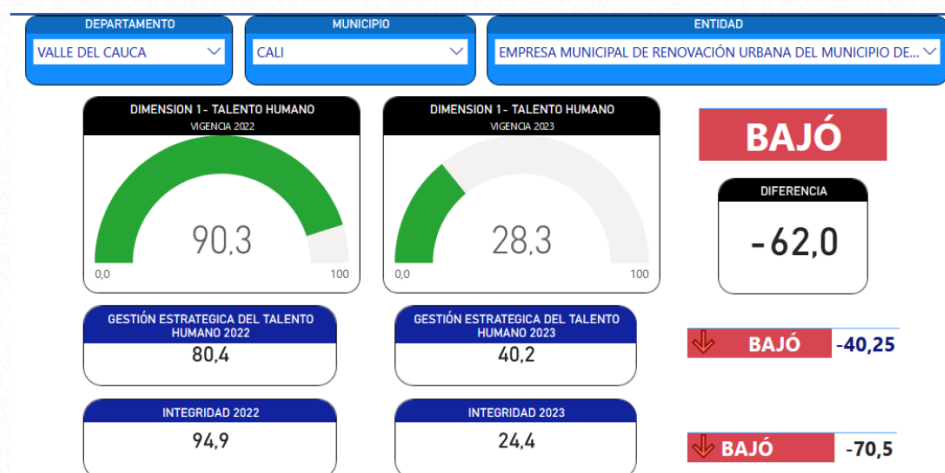 DEPARTAMENTO
MUNICIPIO
ENTIDAD
VALLE DEL CAUCA
CALI
EMPRESA MUNICIPAL DE RENOVACIÓN URBANA DEL MUNICIPIO DE...
DIMENSION 1- TALENTO HUMANO
VIGENCIA 2022
90,3
0,0
100
DIMENSION 1- TALENTO HUMANO
VIGENCIA 2023
28,3
0,0
100
BAJÓ
DIFERENCIA
-62,0
GESTIÓN ESTRATEGICA DEL TALENTO
HUMANO 2022
80,4
GESTIÓN ESTRATEGICA DEL TALENTO
HUMANO 2023
40,2
BAJÓ -40,25
INTEGRIDAD 2022
94,9
INTEGRIDAD 2023
24,4
BAJÓ -70,5